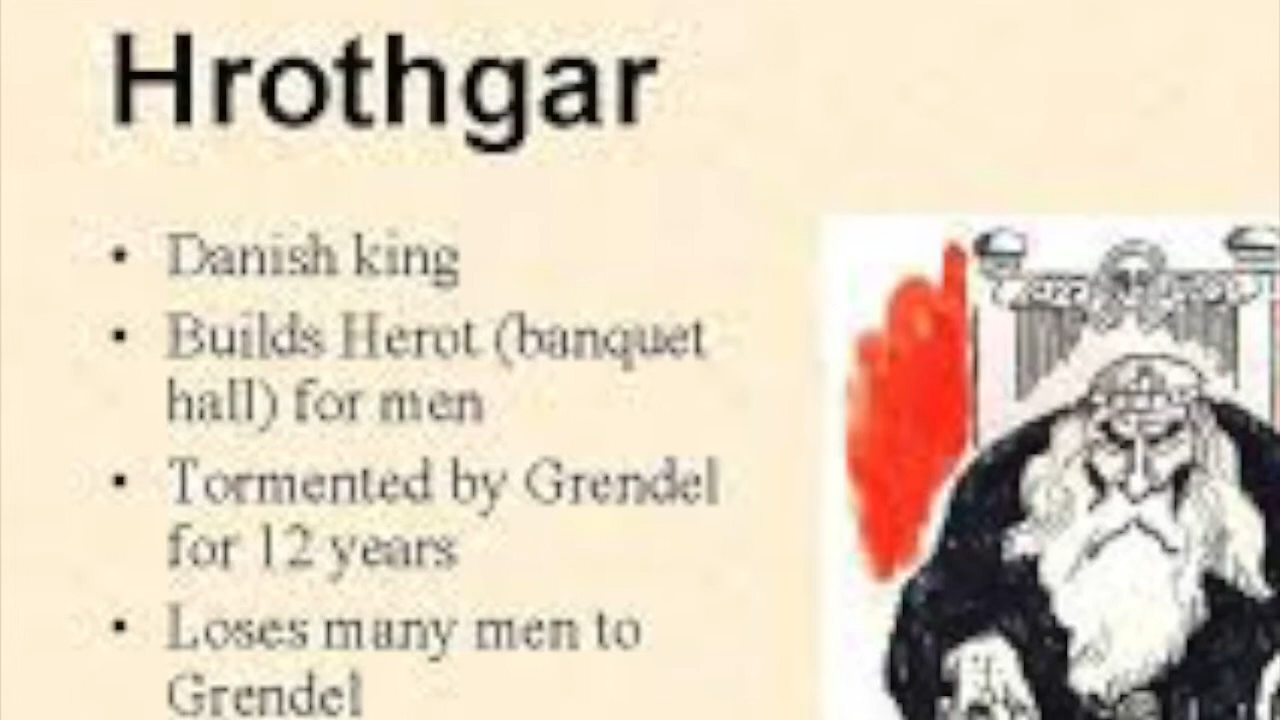 Hrothgar
• Danish king
• Builds Herot (banquet
hall) for men
• Tormented by Grendel
for 12 years
• Loses many men to
Grendel